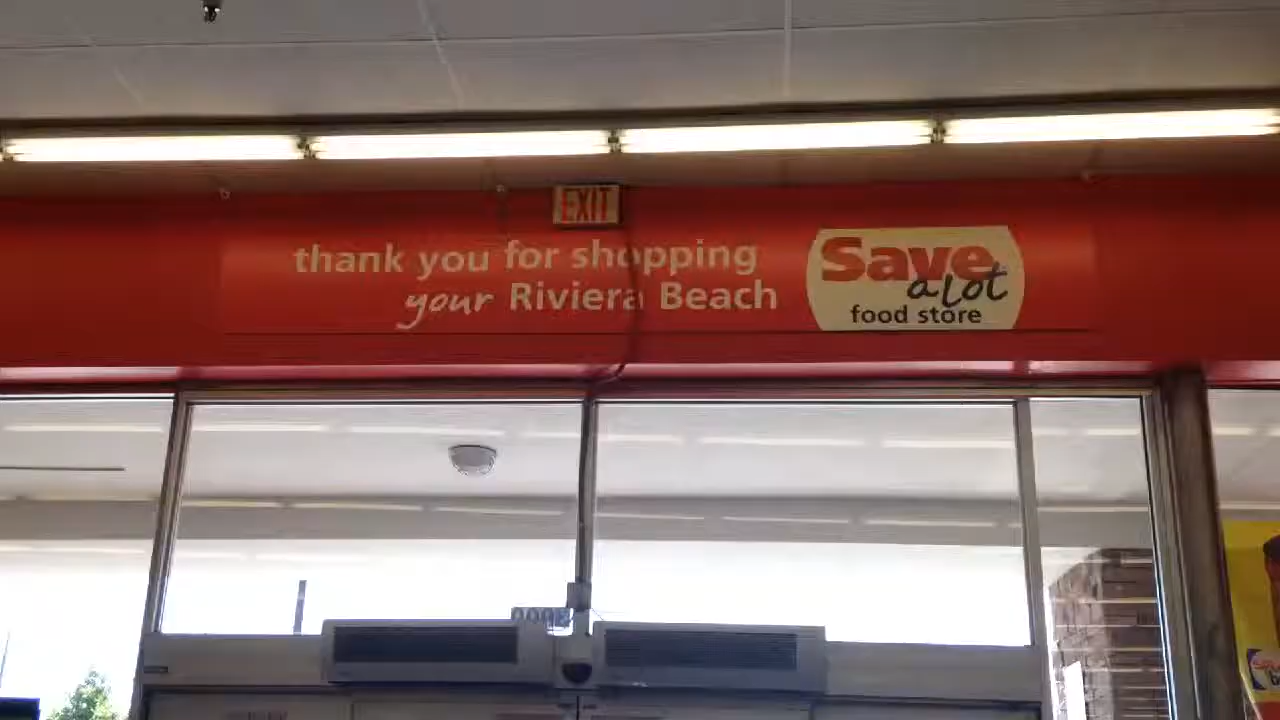 EXIT
thank you for shopping
your Riviera Beach
Save
a Lot
food store